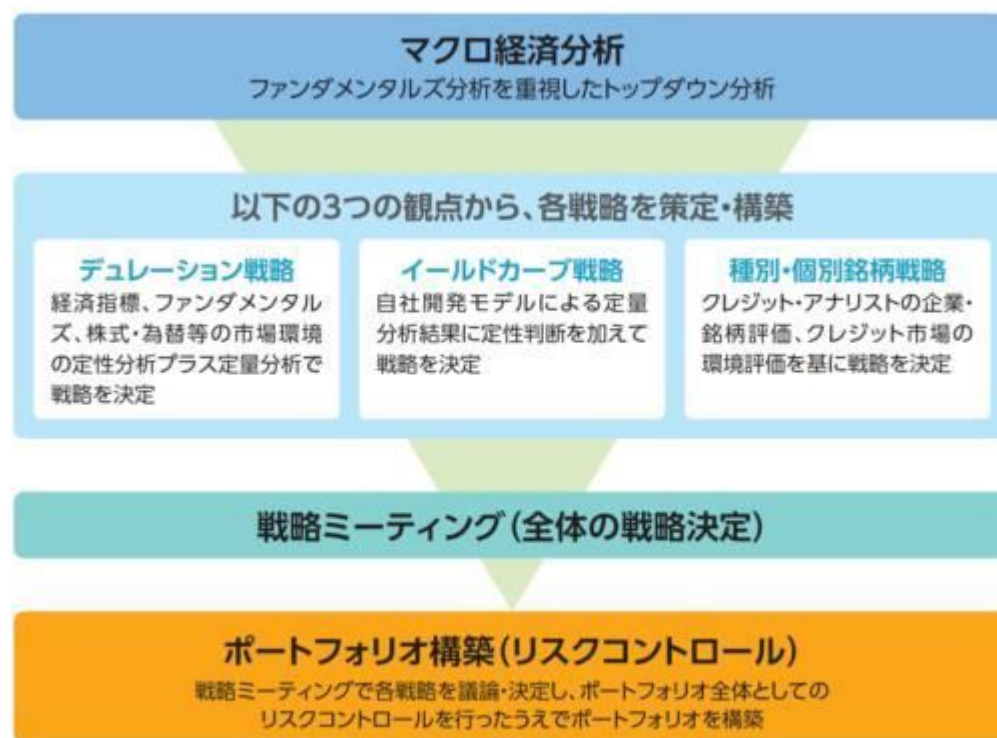 マクロ経済分析
ファンダメンタルズ分析を重視したトップダウン分析
以下の3つの観点から、各戦略を策定・構築
デュレーション戦略
経済指標、ファンダメンタル
ズ、株式・為替等の市場環境
の定性分析プラス定量分析で
戦略を決定
イールドカーブ戦略
自社開発モデルによる定量
分析結果に定性判断を加えて
戦略を決定
種別・個別銘柄戦略
クレジット・アナリストの企業・
銘柄評価、クレジット市場の
環境評価を基に戦略を決定
戦略ミーティング(全体の戦略決定)
ポートフォリオ構築(リスクコントロール)
戦略ミーティングで各戦略を議論・決定し、ポートフォリオ全体としての
リスクコントロールを行ったうえでポートフォリオを構築